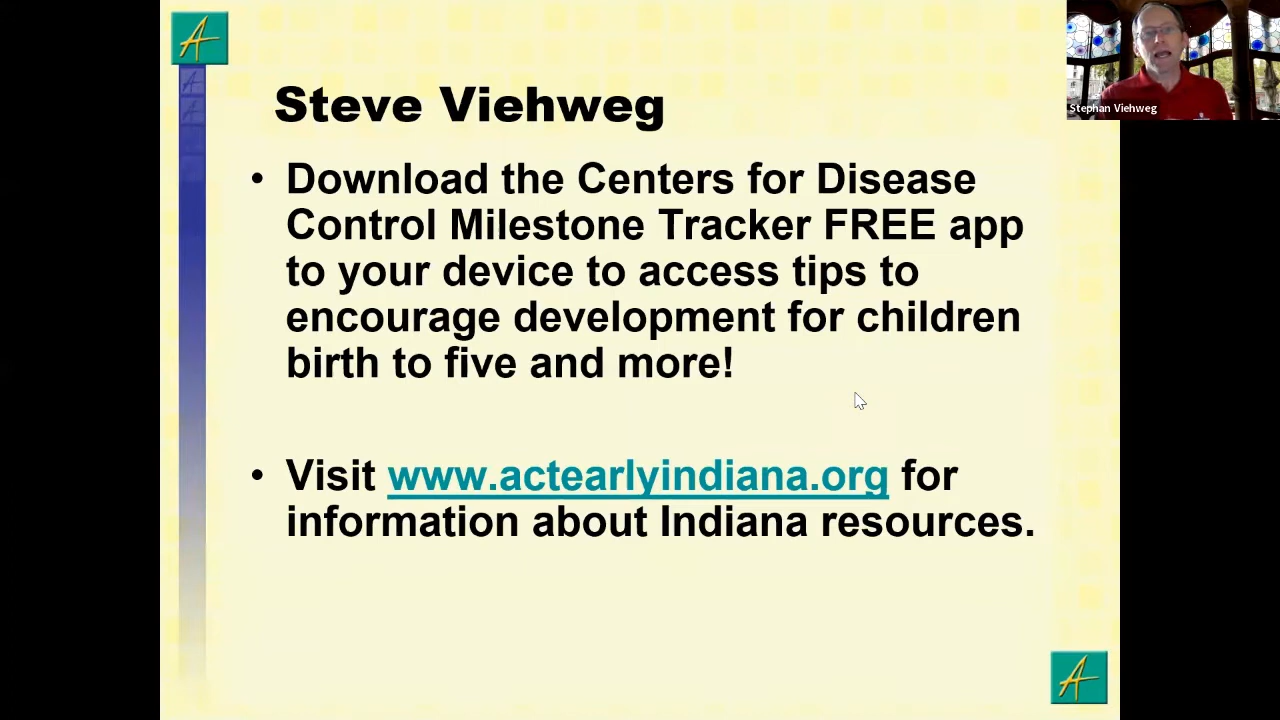 Steve Viehweg
• Download the Centers for Disease
Control Milestone Tracker FREE app
to your device to access tips to
encourage development for children
birth to five and more!
• Visit www.actearlyindiana.org for
information about Indiana resources.
Stephan Viehweg